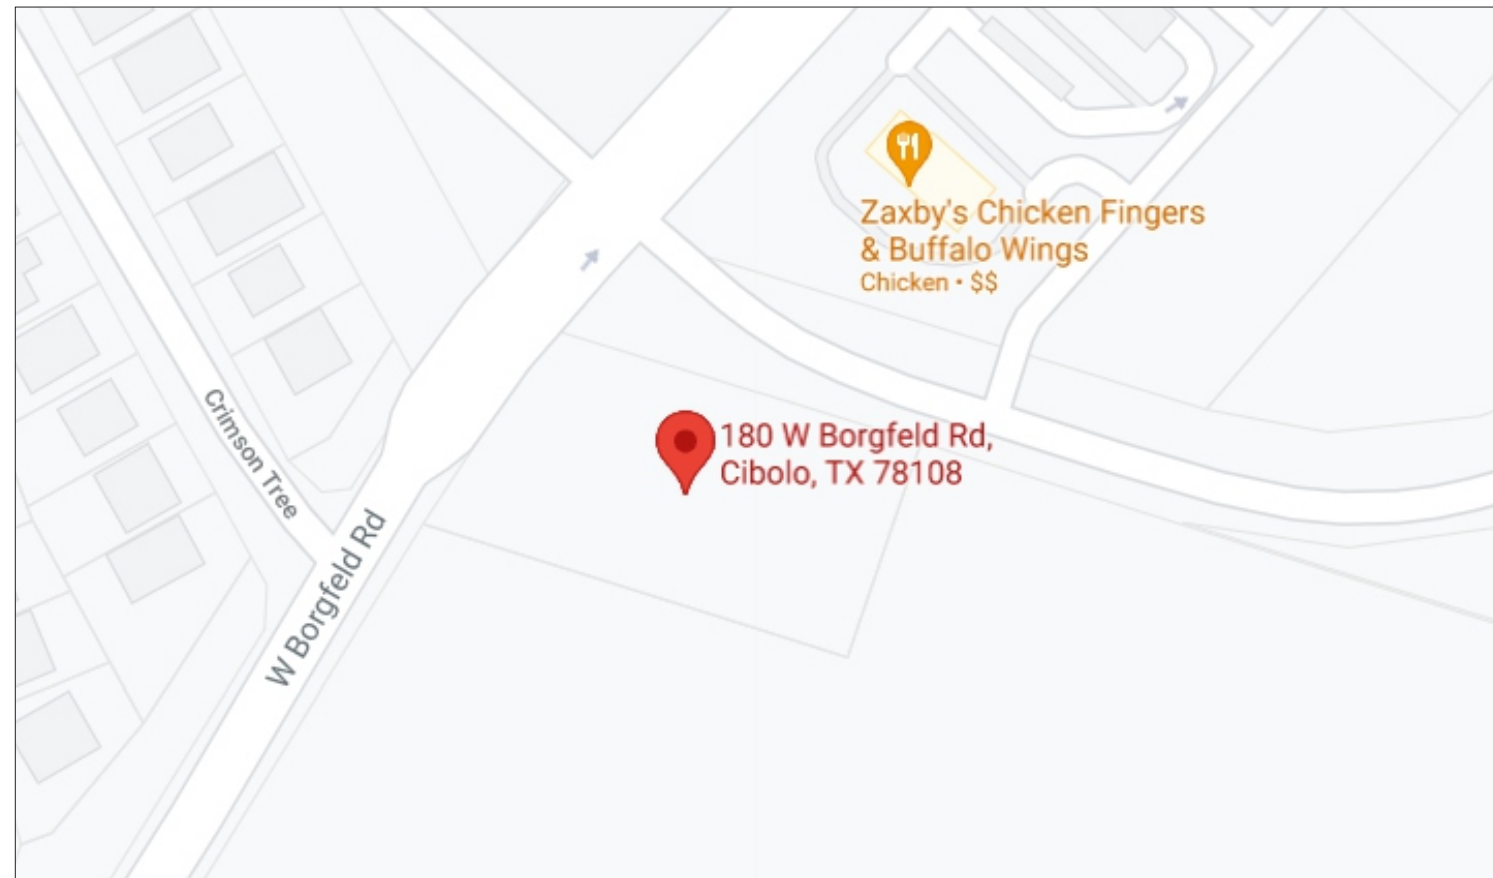 Zaxby's Chicken Fingers
& Buffalo Wings
Chicken • $$
180 W Borgfeld Rd,
Cibolo, TX 78108
Crimson Tree
W Borgfeld Rd